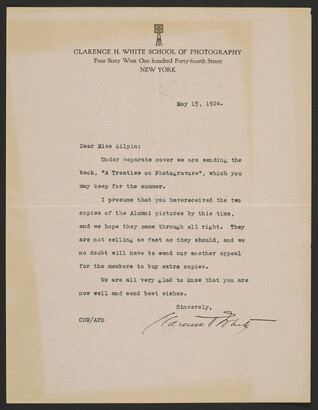 CLARENCE H. WHITE SCHOOL OF PHOTOGRAPHY
Four Sixty West One hundred Forty-fourth Street
NEW YORK
May 15, 1924.
Dear Miss Gilpin:
Under separate cover we are sending the
book, "A Treatise on Photogravure", which you
may keep for the summer.
I presume that you havereceived the two
copies of the Alumni pictures by this time,
and we hope they came through all right. They
are not selling as fast as they should, and we
no doubt will have to send our another appeal
for the members to buy extra copies.
We are all very glad to know that you are
now well and send best wishes.
Sincerely,
Clarence H White
CHW/AFB